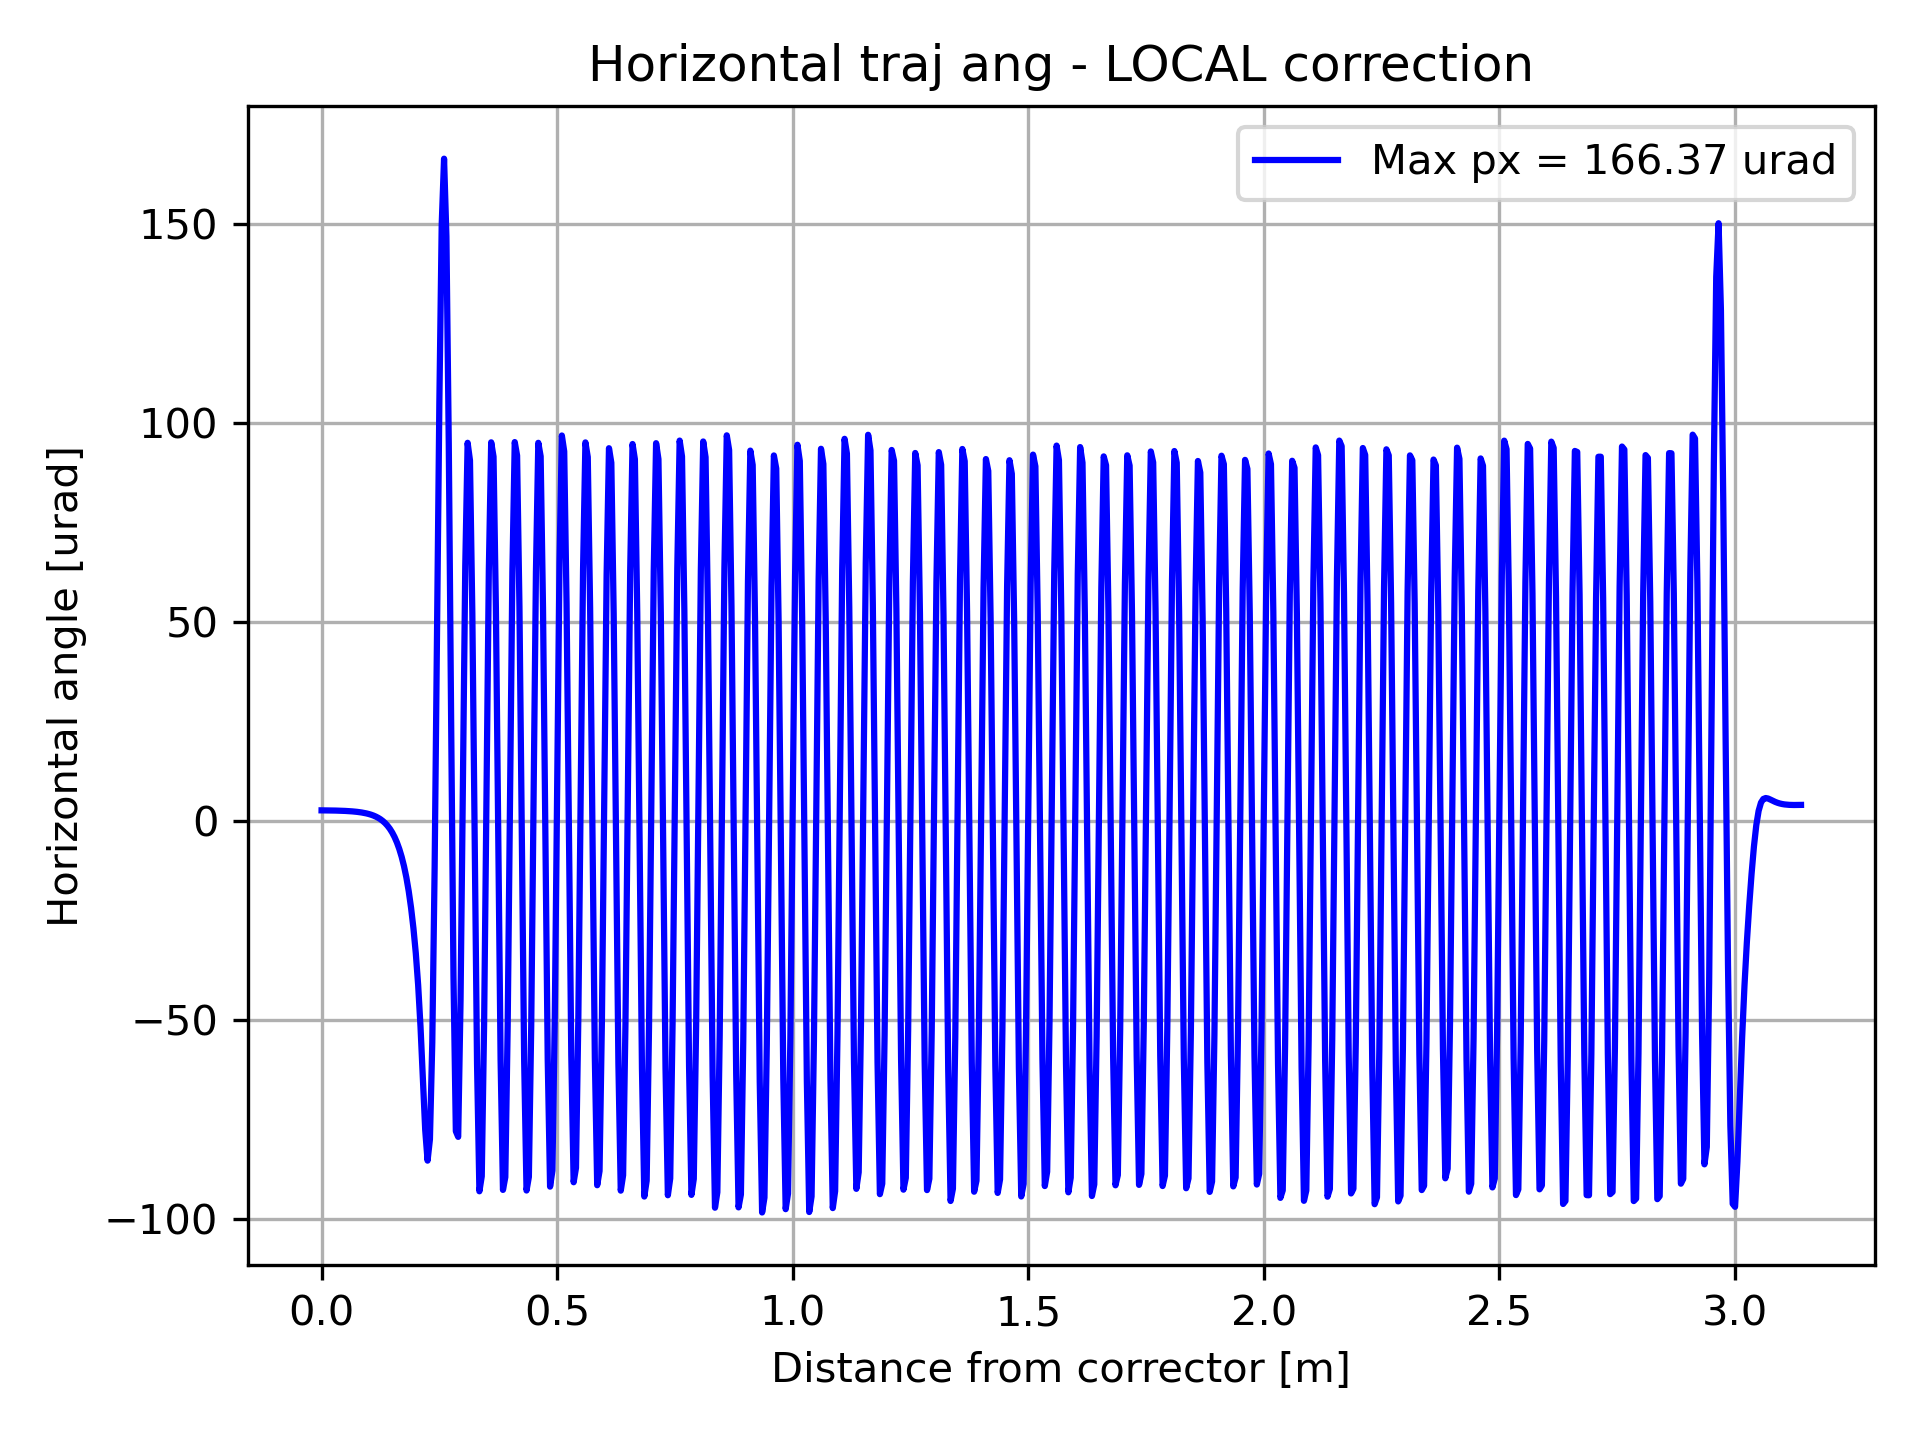 Horizontal traj ang - LOCAL correction
Max px = 166.37 urad
Horizontal angle [urad]
150
100
50
0
−50
−100
0.0 0.5 1.0 1.5 2.0 2.5 3.0
Distance from corrector [m]